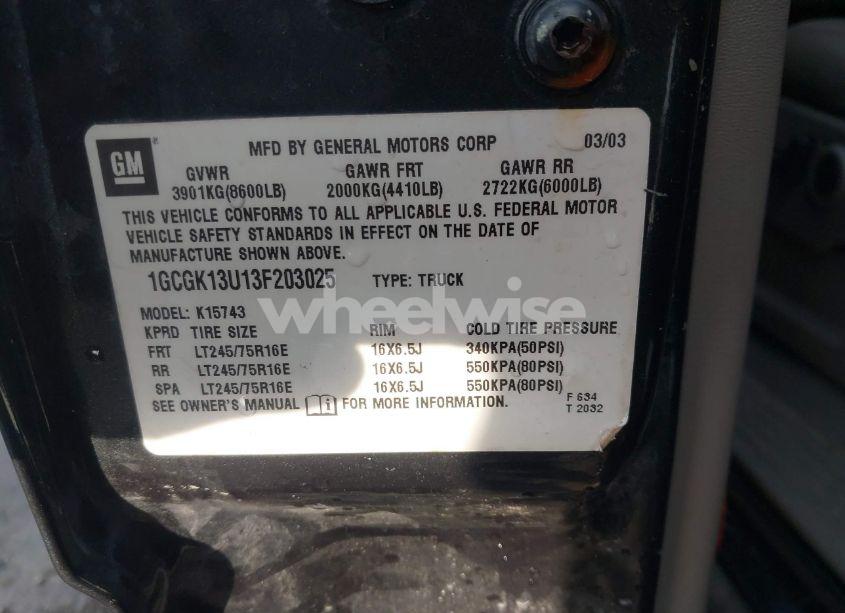 GM
MFD BY GENERAL MOTORS CORP 03/03
GVWR GAWR FRT GAWR RR
3901KG(8600LB) 2000KG(4410LB) 2722KG(6000LB)
THIS VEHICLE CONFORMS TO ALL APPLICABLE U.S. FEDERAL MOTOR
VEHICLE SAFETY STANDARDS IN EFFECT ON THE DATE OF
MANUFACTURE SHOWN ABOVE.
1GCGK13U13F203025 TYPE: TRUCK
wheelwise
MODEL: K15743
KPRD TIRE SIZE RIM COLD TIRE PRESSURE
FRT LT245/75R16E 16X6.5J 340KPA(50PSI)
RR LT245/75R16E 16X6.5J 550KPA(80PSI)
SPA LT245/75R16E 16X6.5J 550KPA(80PSI)
SEE OWNER'S MANUAL FOR MORE INFORMATION.
F 634
T 2032